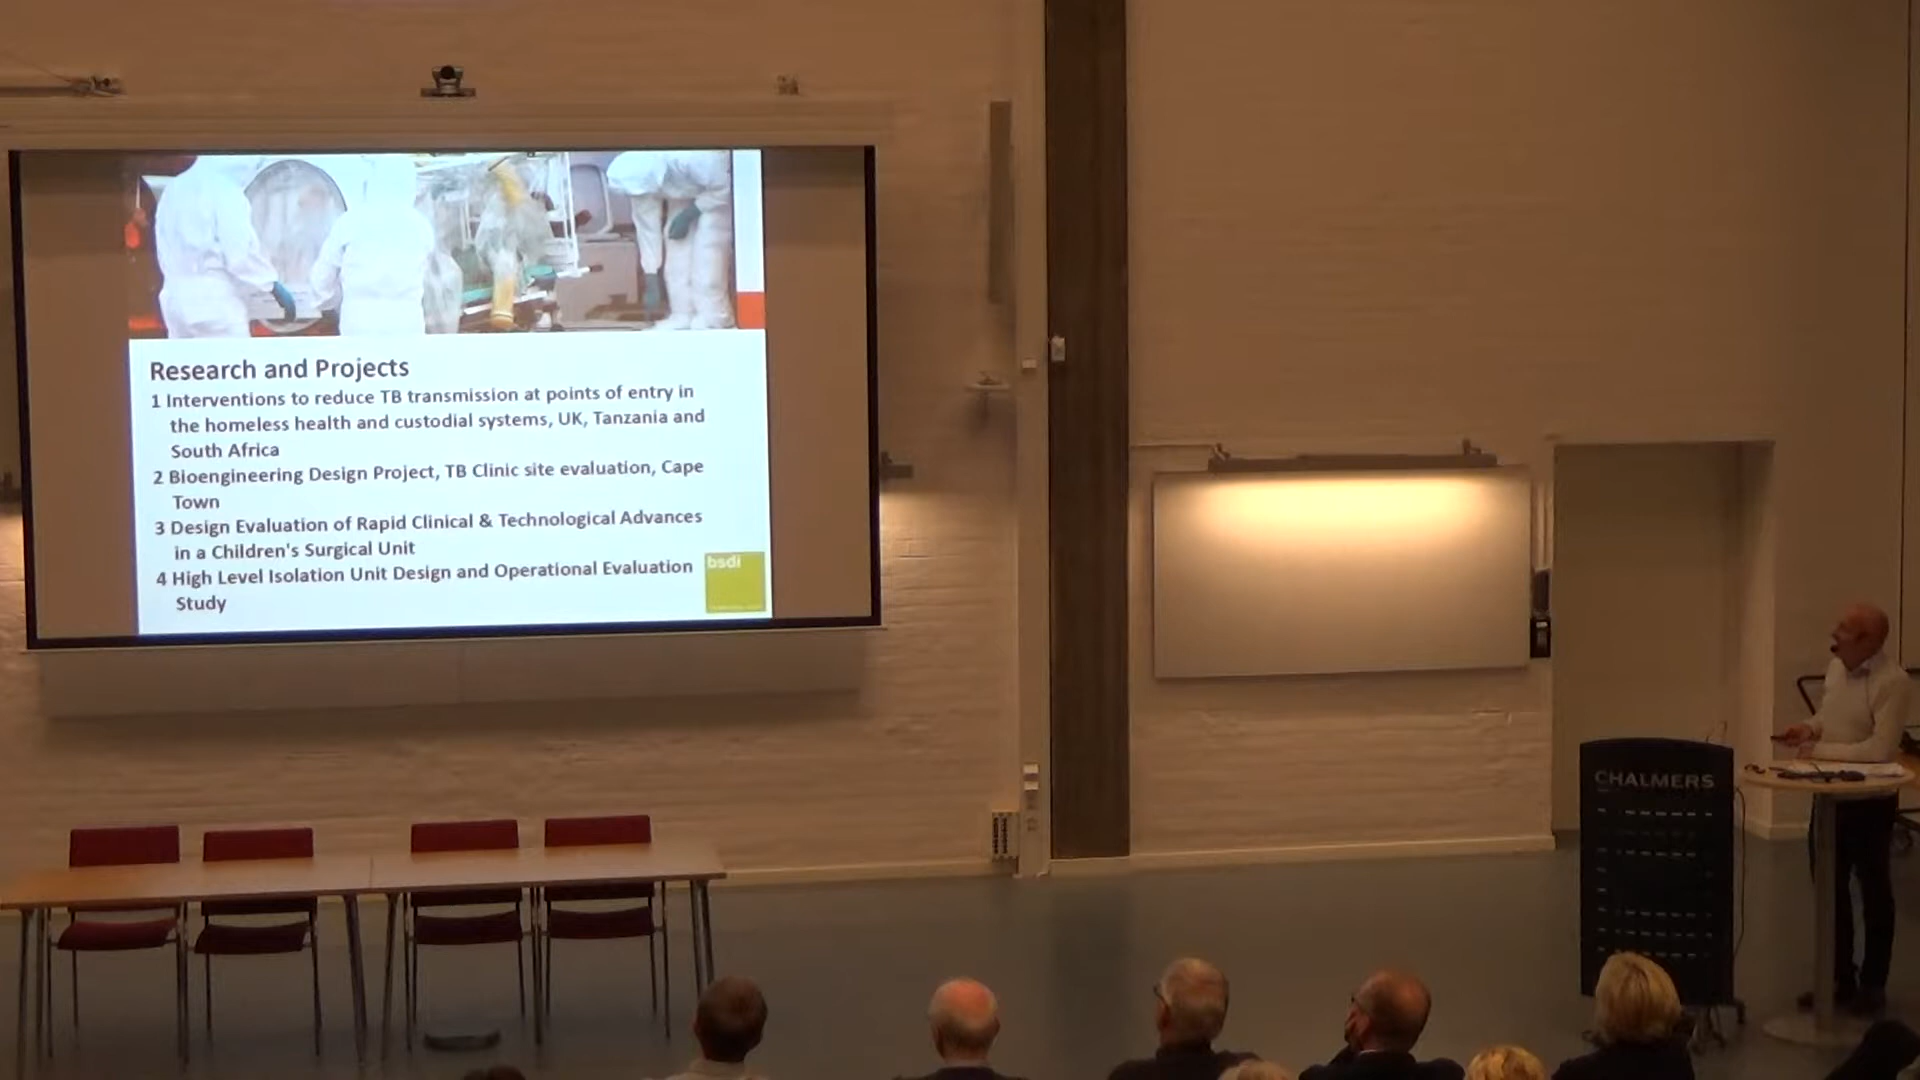 Research and Projects
1 Interventions to reduce TB transmission at points of entry in
the homeless health and custodial systems, UK, Tanzania and
South Africa
2 Bioengineering Design Project, TB Clinic site evaluation, Cape
Town
3 Design Evaluation of Rapid Clinical & Technological Advances
in a Children's Surgical Unit
4 High Level Isolation Unit Design and Operational Evaluation
Study
bsdi
CHALMERS